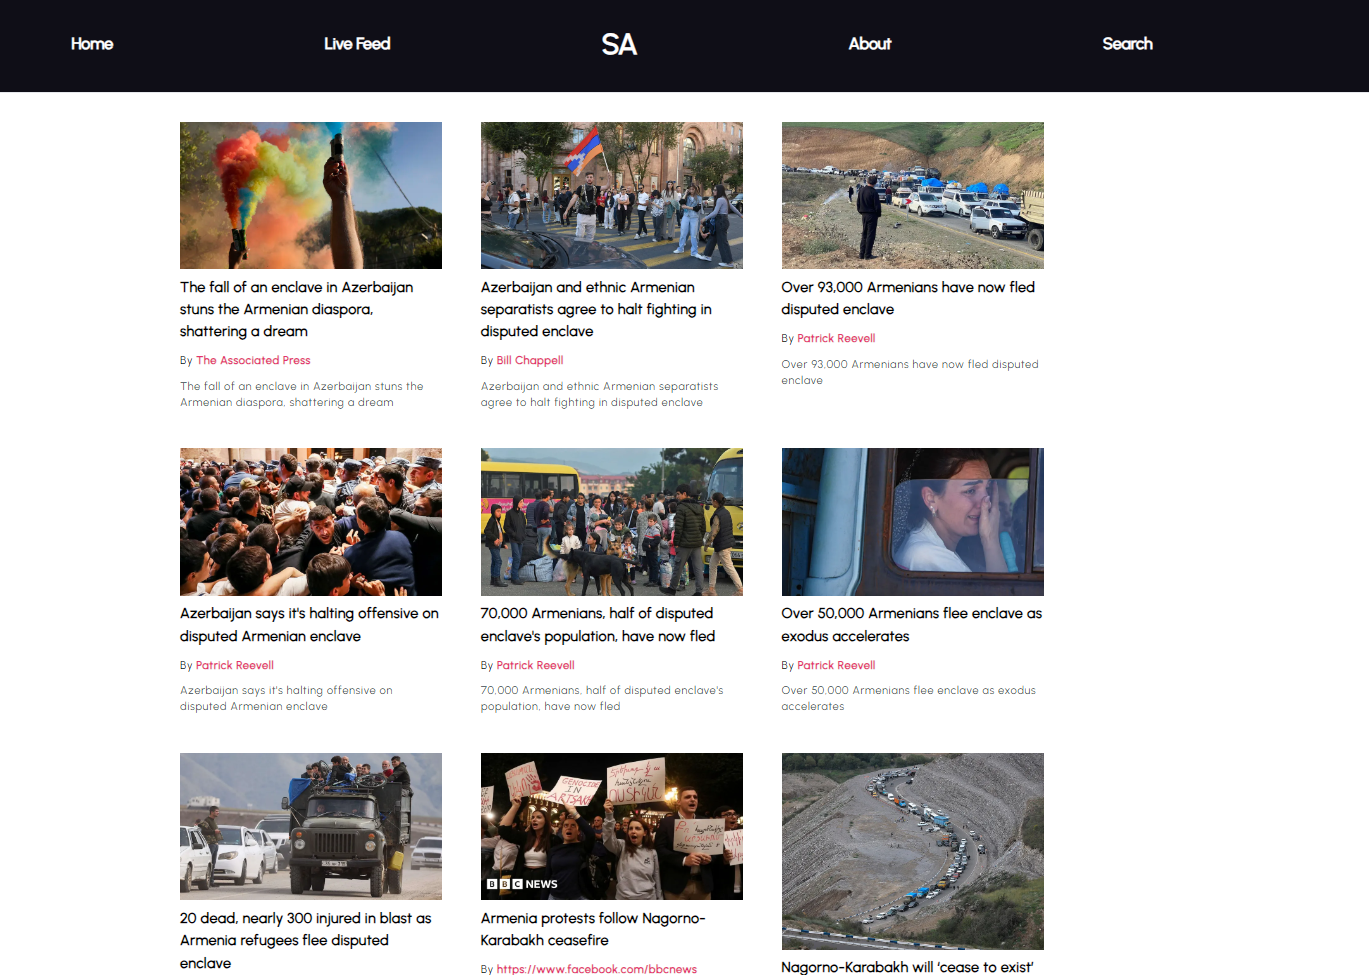 Home
Live Feed
SA
About
Search
The fall of an enclave in Azerbaijan
stuns the Armenian diaspora,
shattering a dream
By The Associated Press
The fall of an enclave in Azerbaijan stuns the
Armenian diaspora, shattering a dream
Azerbaijan and ethnic Armenian
separatists agree to halt fighting in
disputed enclave
By Bill Chappell
Azerbaijan and ethnic Armenian separatists
agree to halt fighting in disputed enclave
Over 93,000 Armenians have now fled
disputed enclave
By Patrick Reevell
Over 93,000 Armenians have now fled disputed
enclave
Azerbaijan says it's halting offensive on
disputed Armenian enclave
By Patrick Reevell
Azerbaijan says it's halting offensive on
disputed Armenian enclave
70,000 Armenians, half of disputed
enclave's population, have now fled
By Patrick Reevell
70,000 Armenians, half of disputed enclave's
population, have now fled
Over 50,000 Armenians flee enclave as
exodus accelerates
By Patrick Reevell
Over 50,000 Armenians flee enclave as exodus
accelerates
20 dead, nearly 300 injured in blast as
Armenia refugees flee disputed
enclave
GENOCIDE
IN
ARTSAKH
BBC NEWS
Armenia protests follow Nagorno-
Karabakh ceasefire
By https://www.facebook.com/bbcnews
Nagorno-Karabakh will ‘cease to exist’